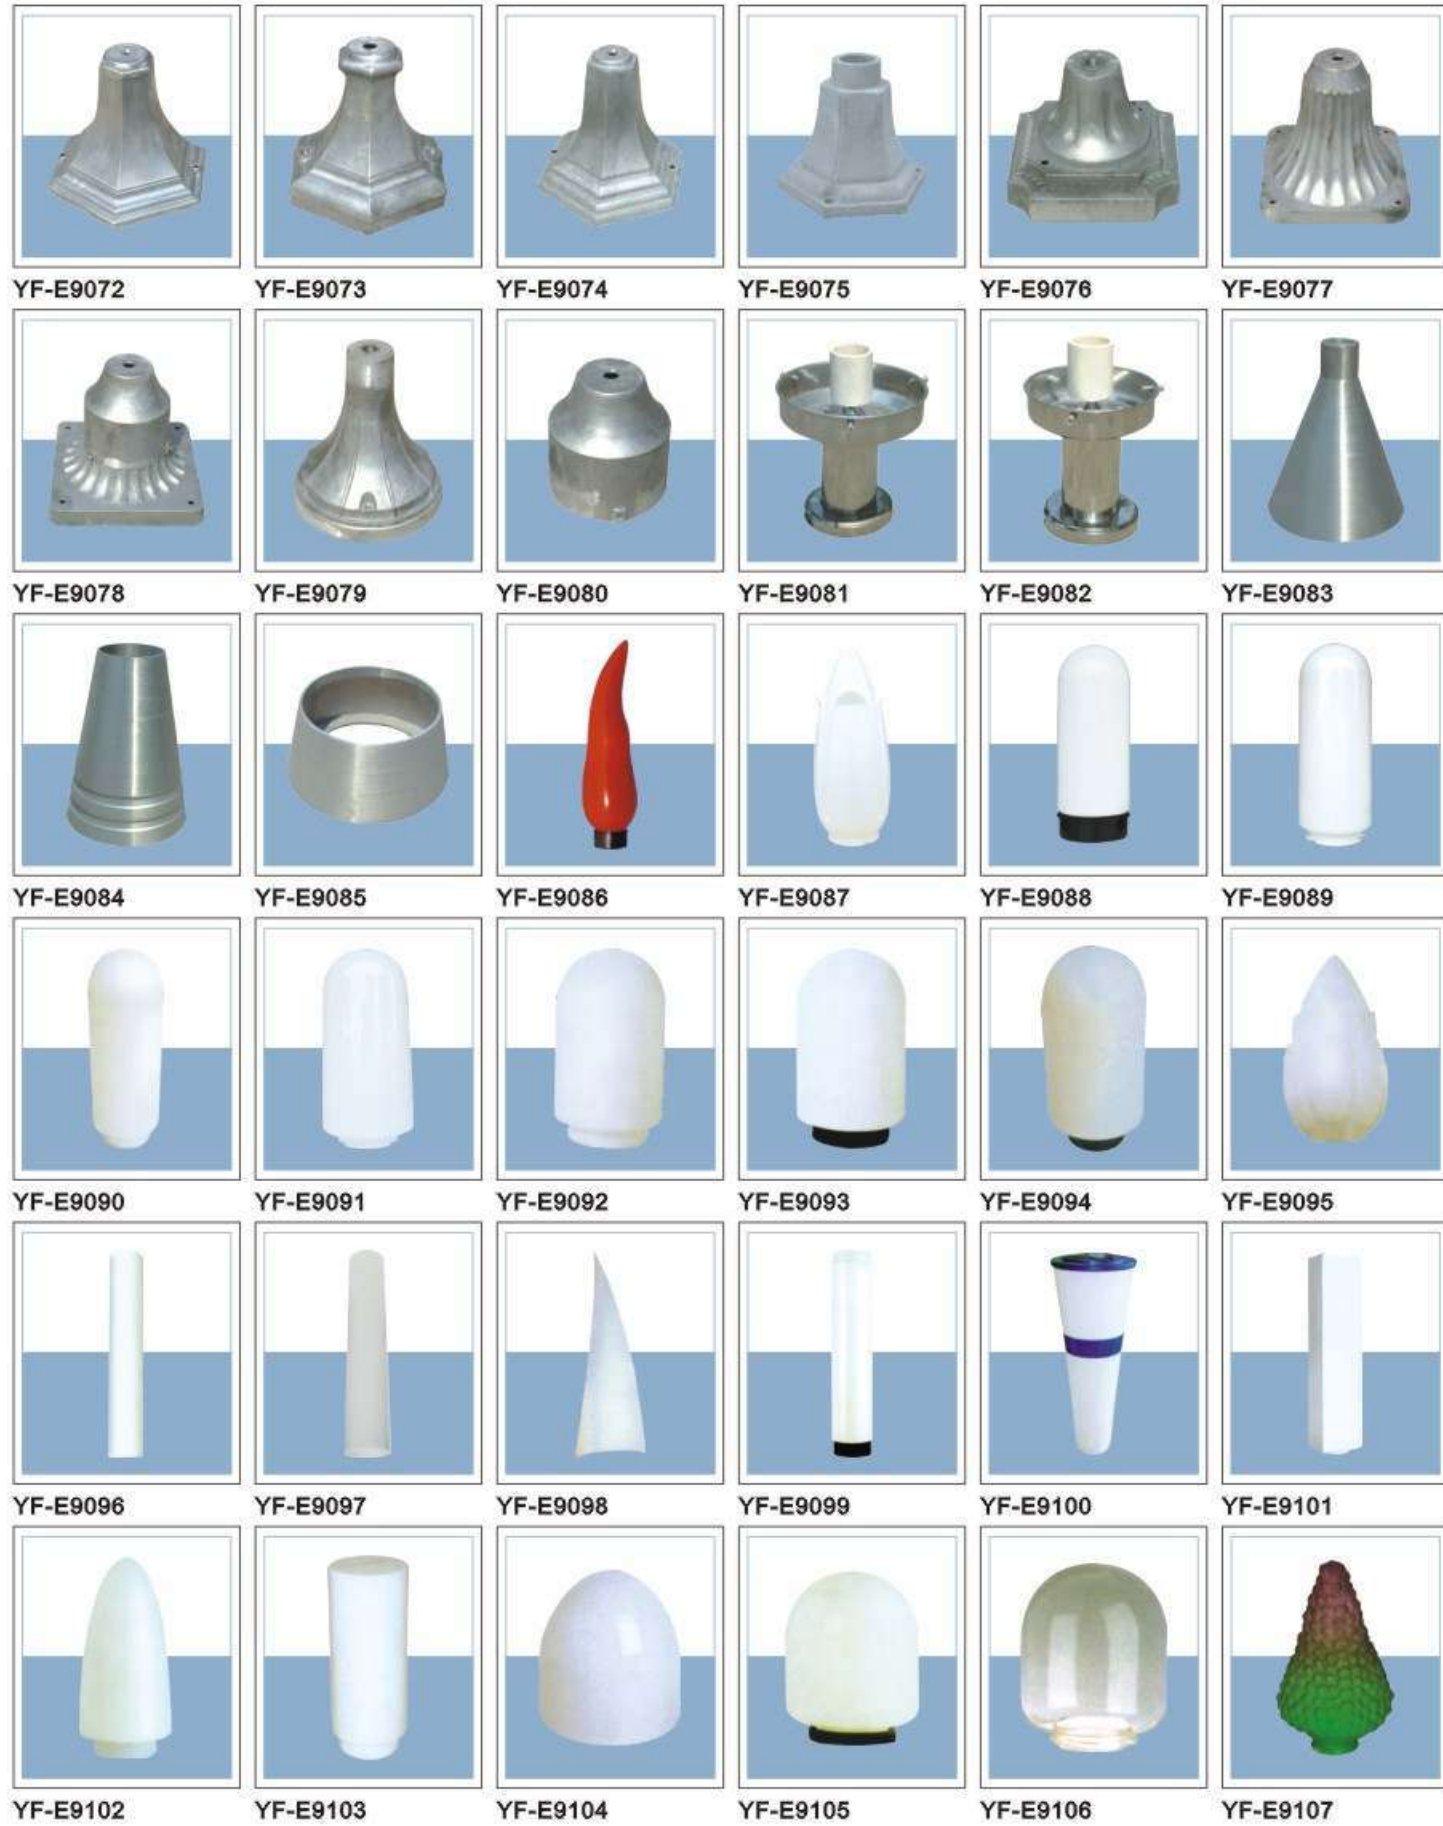 YF-E9072 YF-E9073 YF-E9074 YF-E9075 YF-E9076 YF-E9077
YF-E9078 YF-E9079 YF-E9080 YF-E9081 YF-E9082 YF-E9083
YF-E9084 YF-E9085 YF-E9086 YF-E9087 YF-E9088 YF-E9089
YF-E9090 YF-E9091 YF-E9092 YF-E9093 YF-E9094 YF-E9095
YF-E9096 YF-E9097 YF-E9098 YF-E9099 YF-E9100 YF-E9101
YF-E9102 YF-E9103 YF-E9104 YF-E9105 YF-E9106 YF-E9107